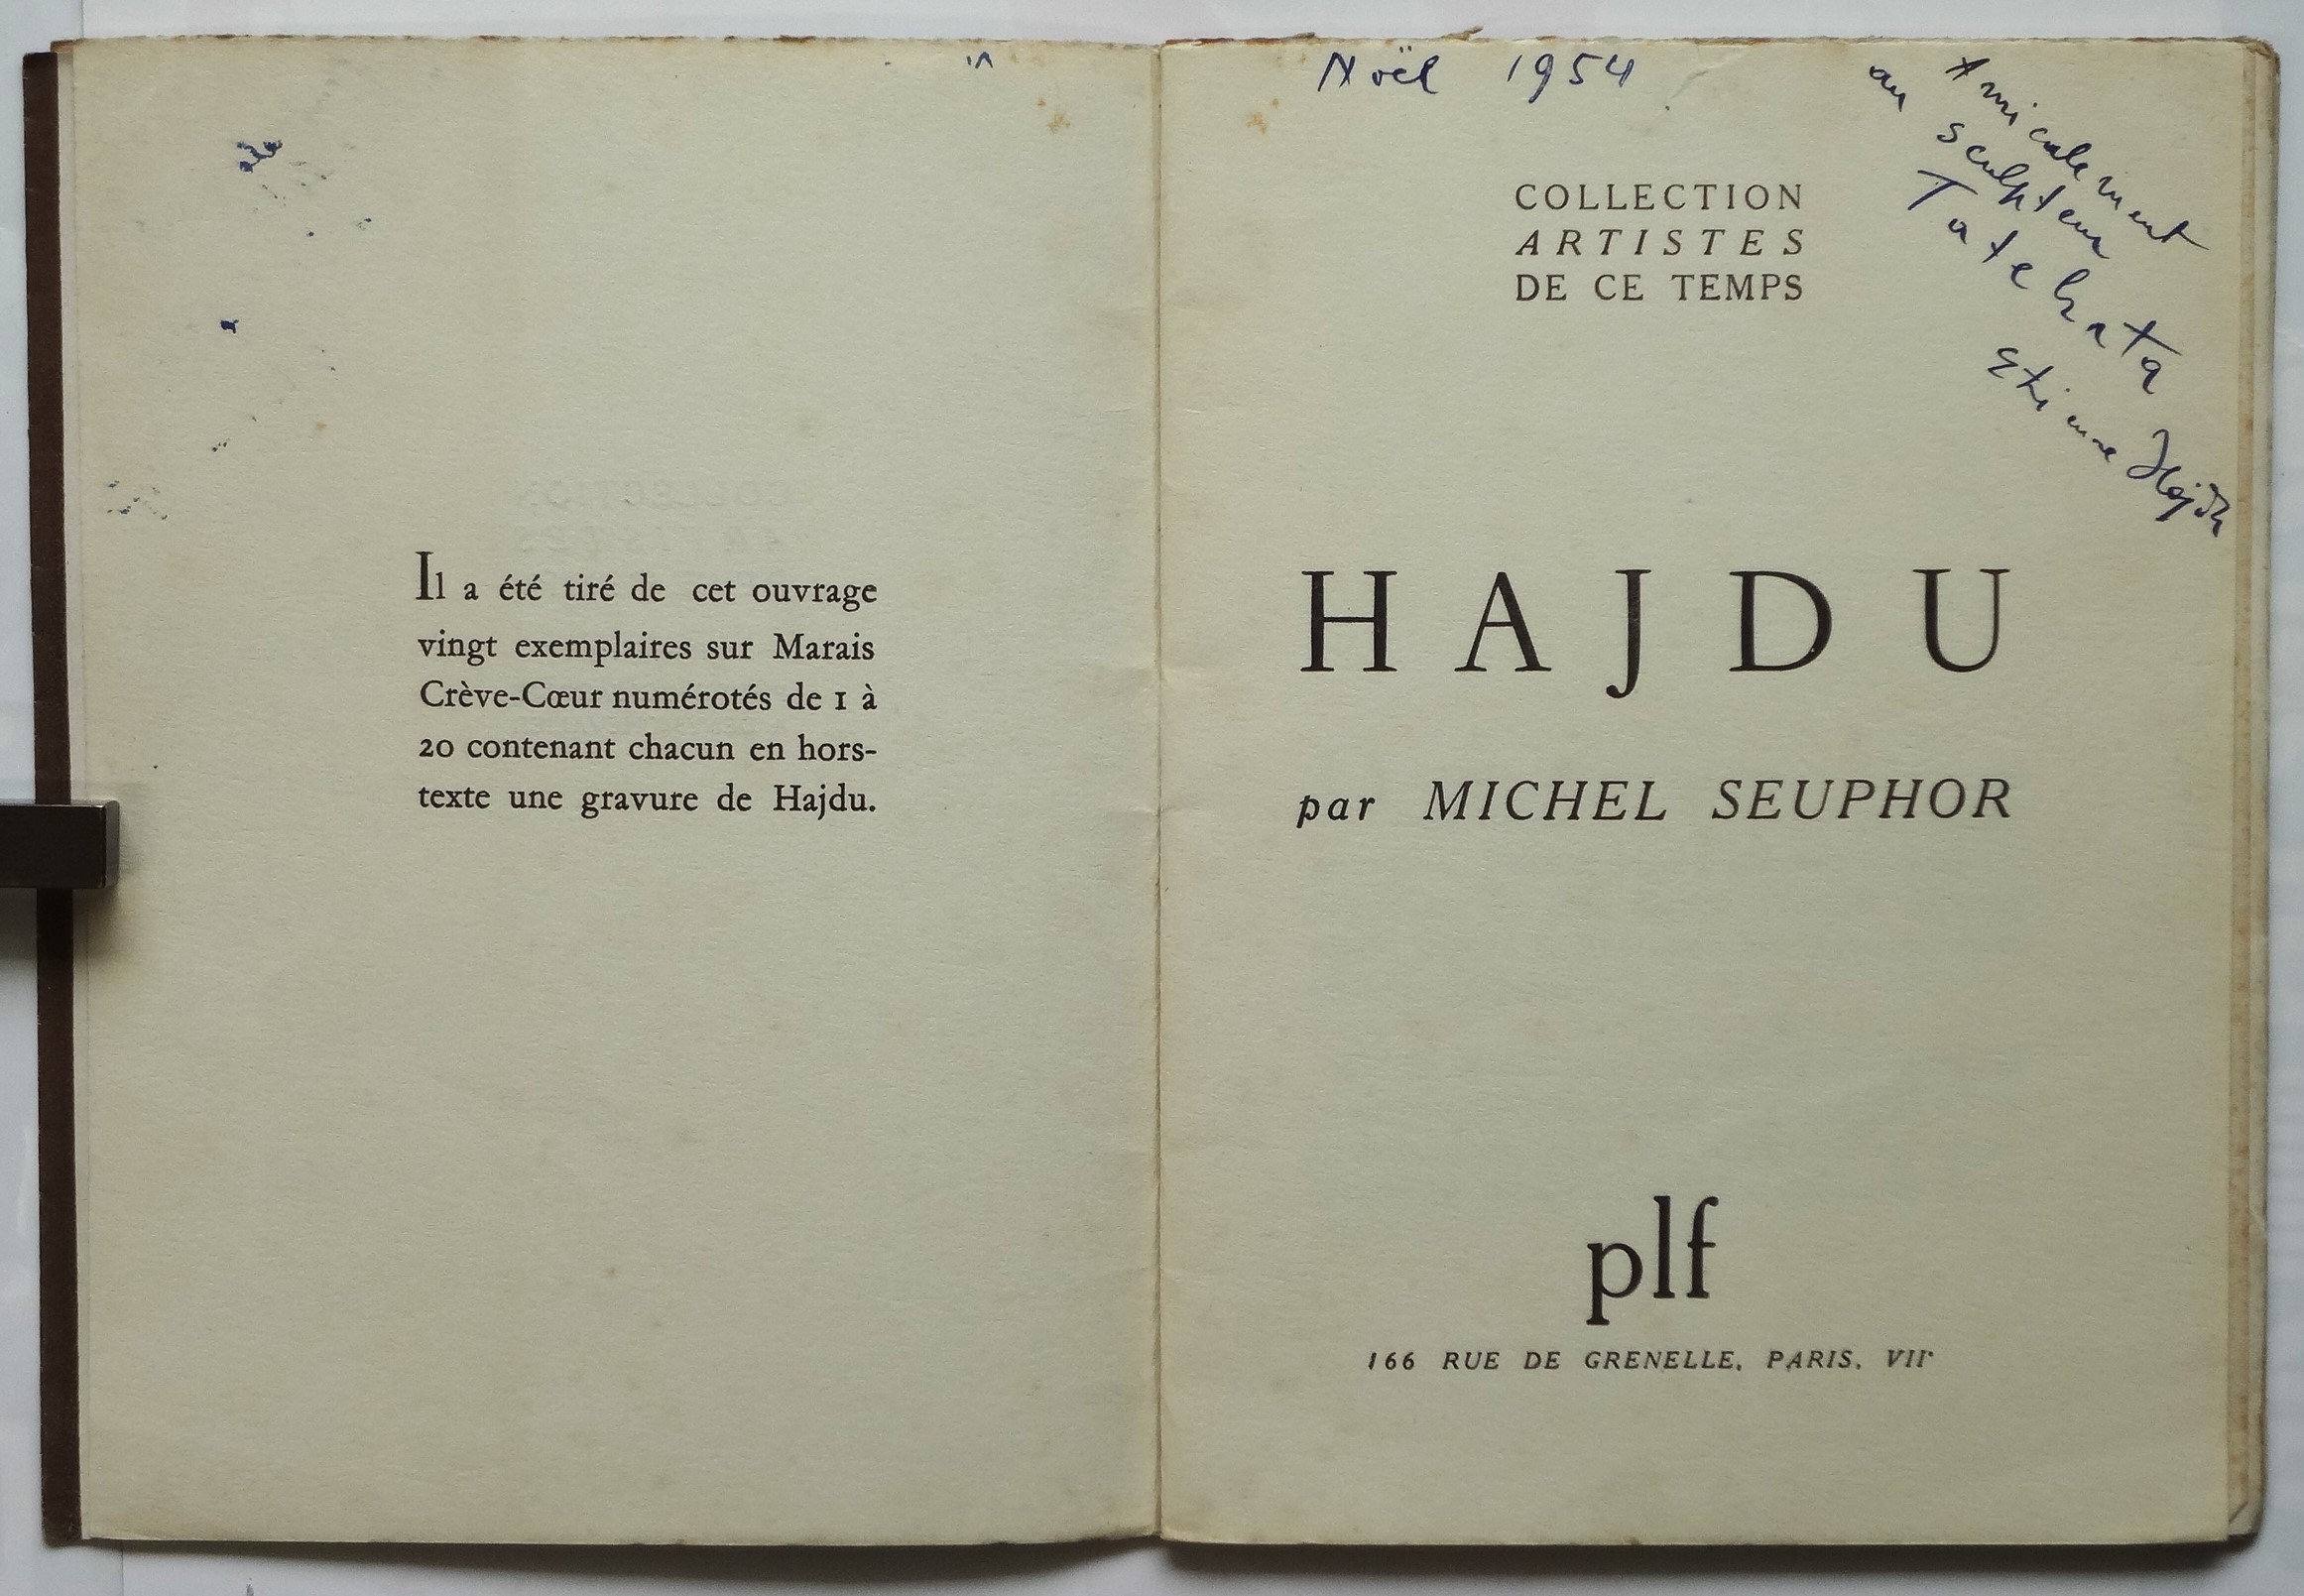 Il a été tiré de cet ouvrage
vingt exemplaires sur Marais
Crève-Cœur numérotés de 1 à
20 contenant chacun en hors-
texte une gravure de Hajdu.
Noël 1954
Amicalement
au sculpteur
Tatehata
Etienne Hajdu
COLLECTION
ARTISTES
DE CE TEMPS
HAJDU
par MICHEL SEUPHOR
plf
166 RUE DE GRENELLE, PARIS, VIIe